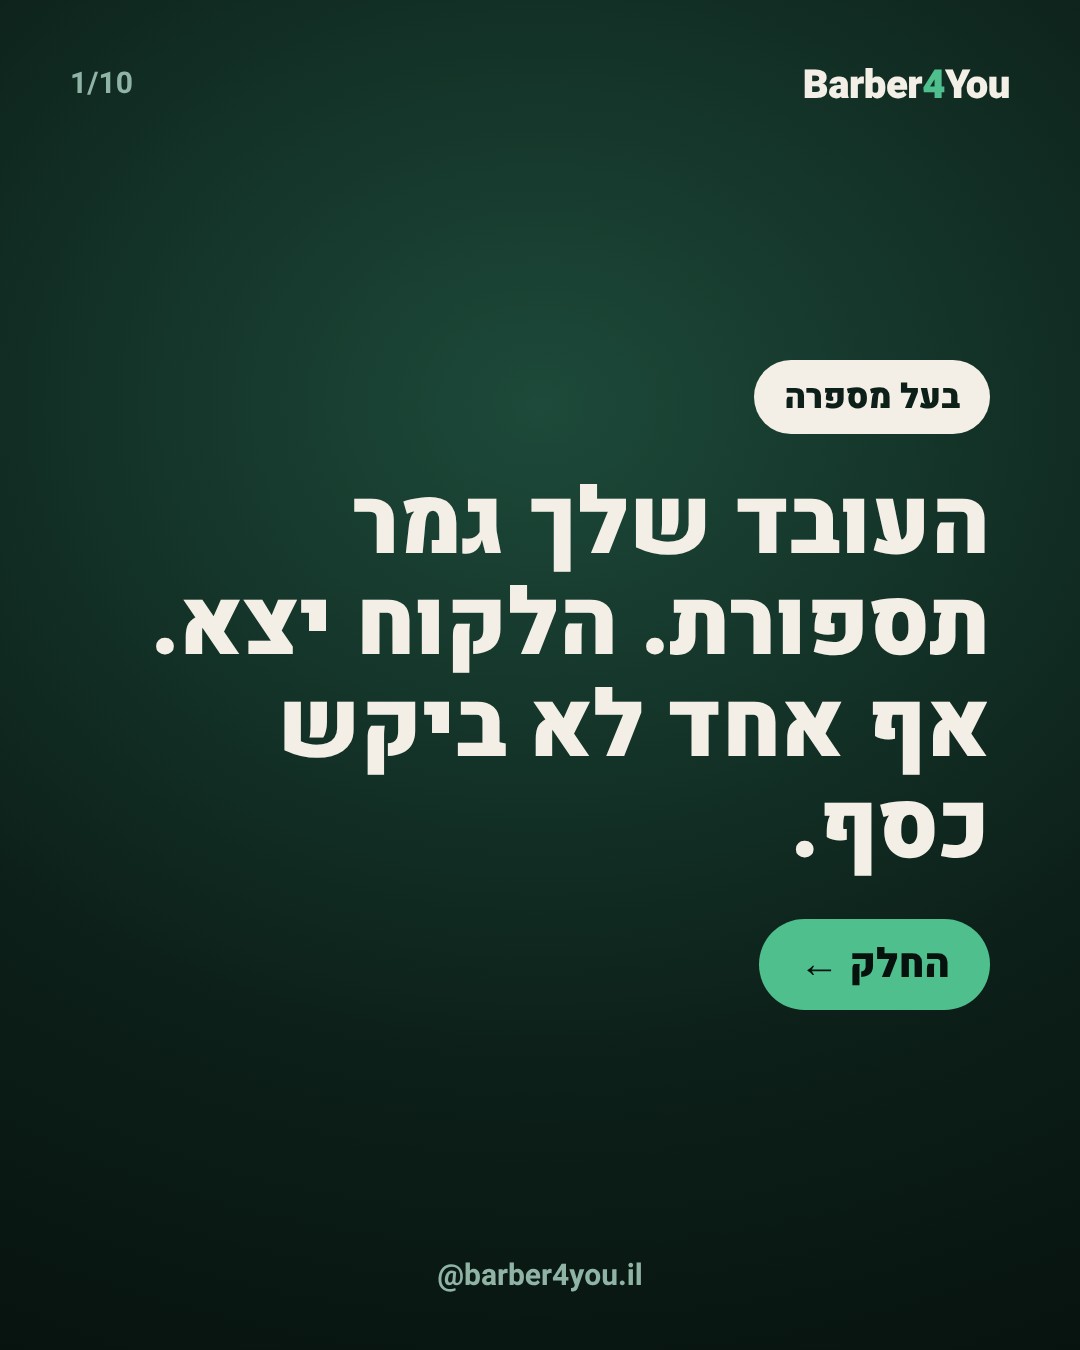 Barber4You
1/10
בעל מספרה
העובד שלך גמר
תספורת. הלקוח יצא.
אף אחד לא ביקש
כסף.
החלק ←
@barber4you.il